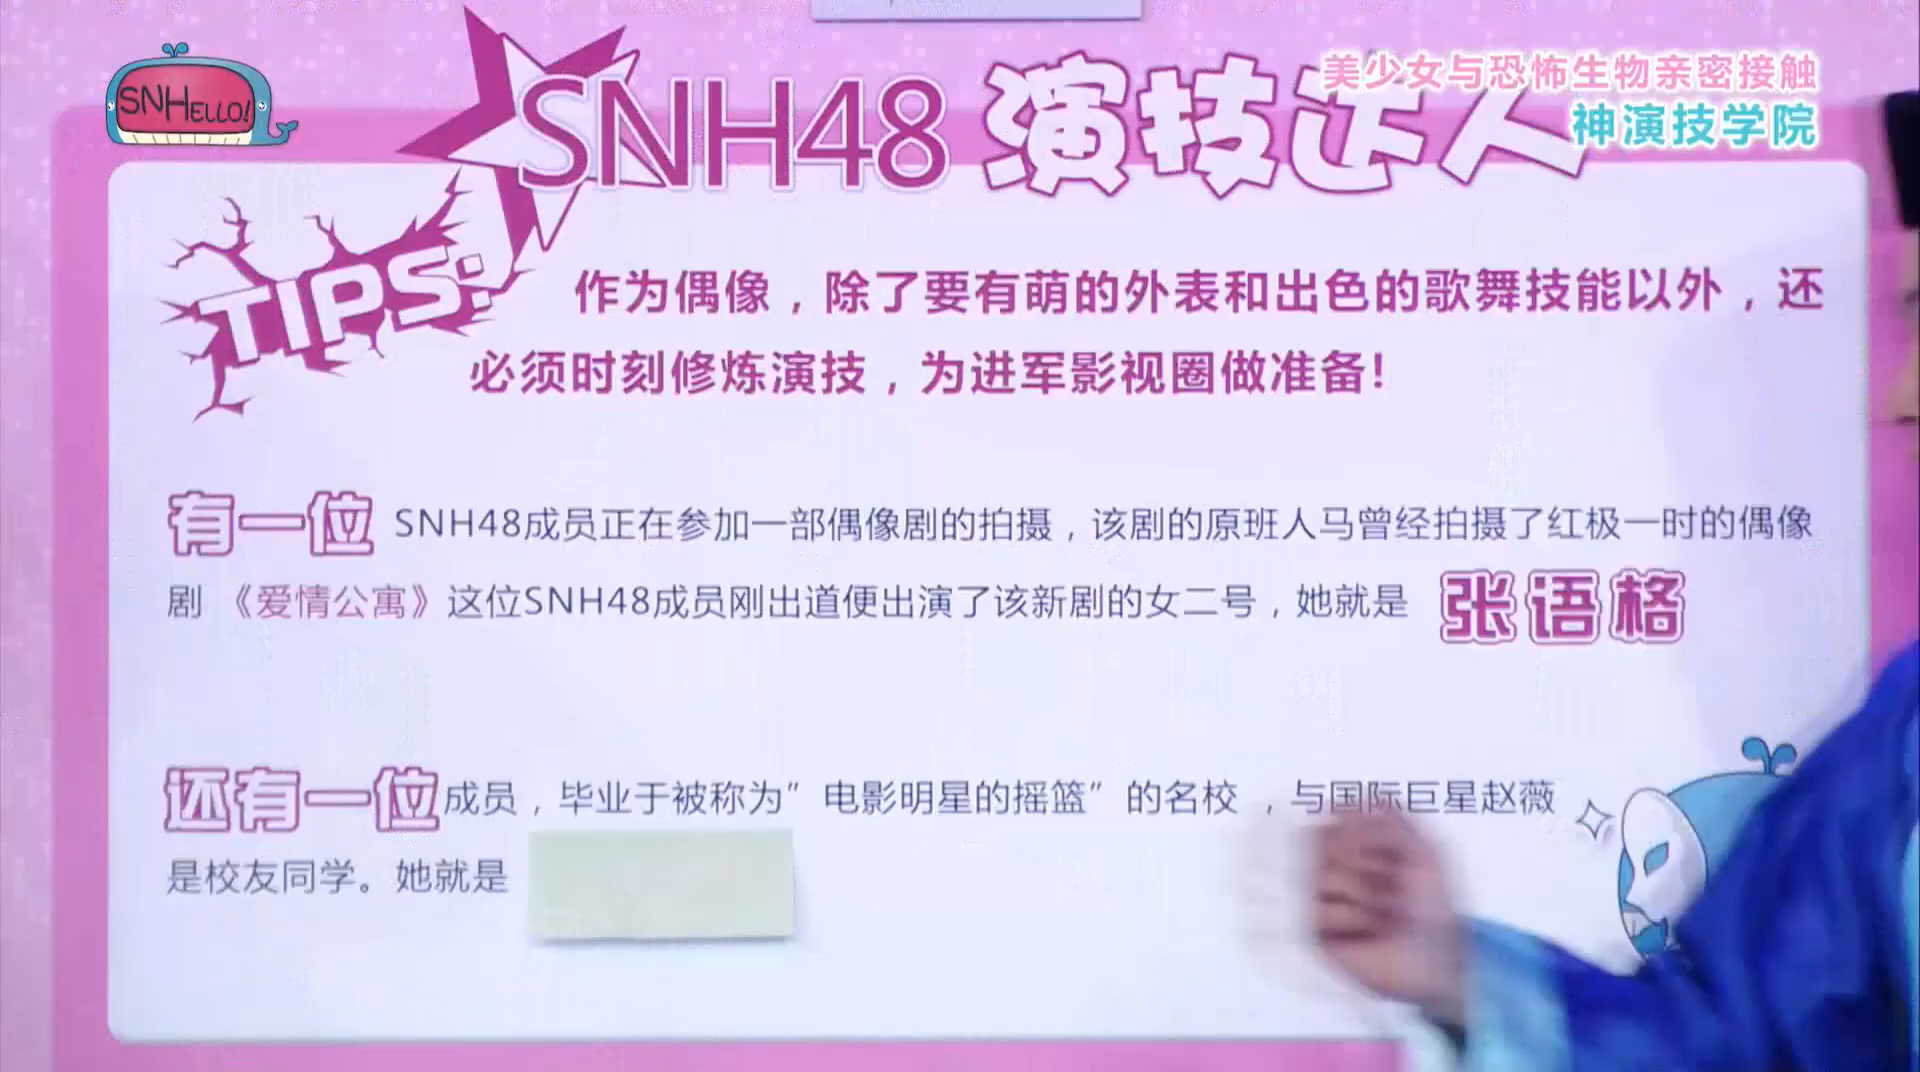 SNHELLO!
美少女与恐怖生物亲密接触
神演技学院
SNH48 演技达人
TIPS:
作为偶像，除了要有萌的外表和出色的歌舞技能以外，还
必须时刻修炼演技，为进军影视圈做准备！
有一位 SNH48成员正在参加一部偶像剧的拍摄，该剧的原班人马曾经拍摄了红极一时的偶像
剧《爱情公寓》这位SNH48成员刚出道便出演了该新剧的女二号，她就是 张语格
还有一位成员，毕业于被称为”电影明星的摇篮”的名校，与国际巨星赵薇
是校友同学。她就是